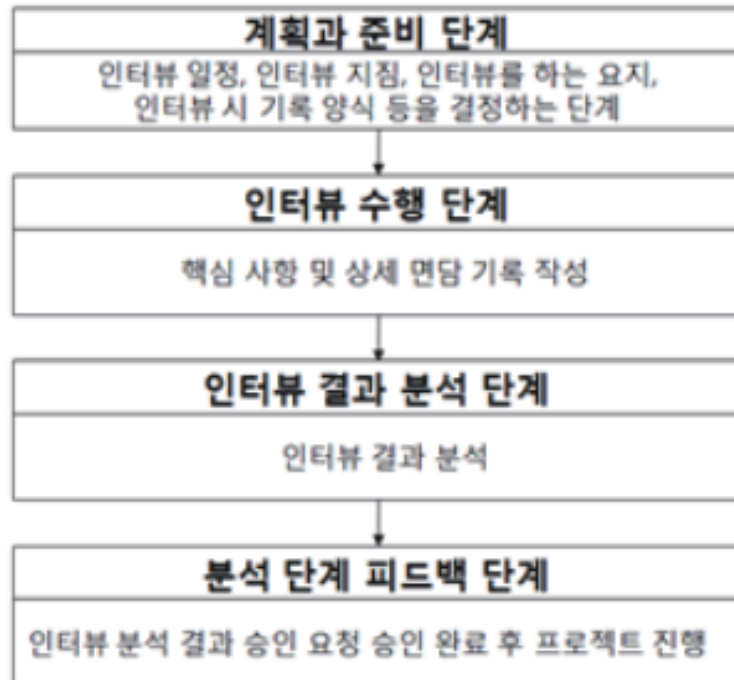 계획과 준비 단계
인터뷰 일정, 인터뷰 지침, 인터뷰를 하는 요지,
인터뷰 시 기록 양식 등을 결정하는 단계
인터뷰 수행 단계
핵심 사항 및 상세 면담 기록 작성
인터뷰 결과 분석 단계
인터뷰 결과 분석
분석 단계 피드백 단계
인터뷰 분석 결과 승인 요청 승인 완료 후 프로젝트 진행